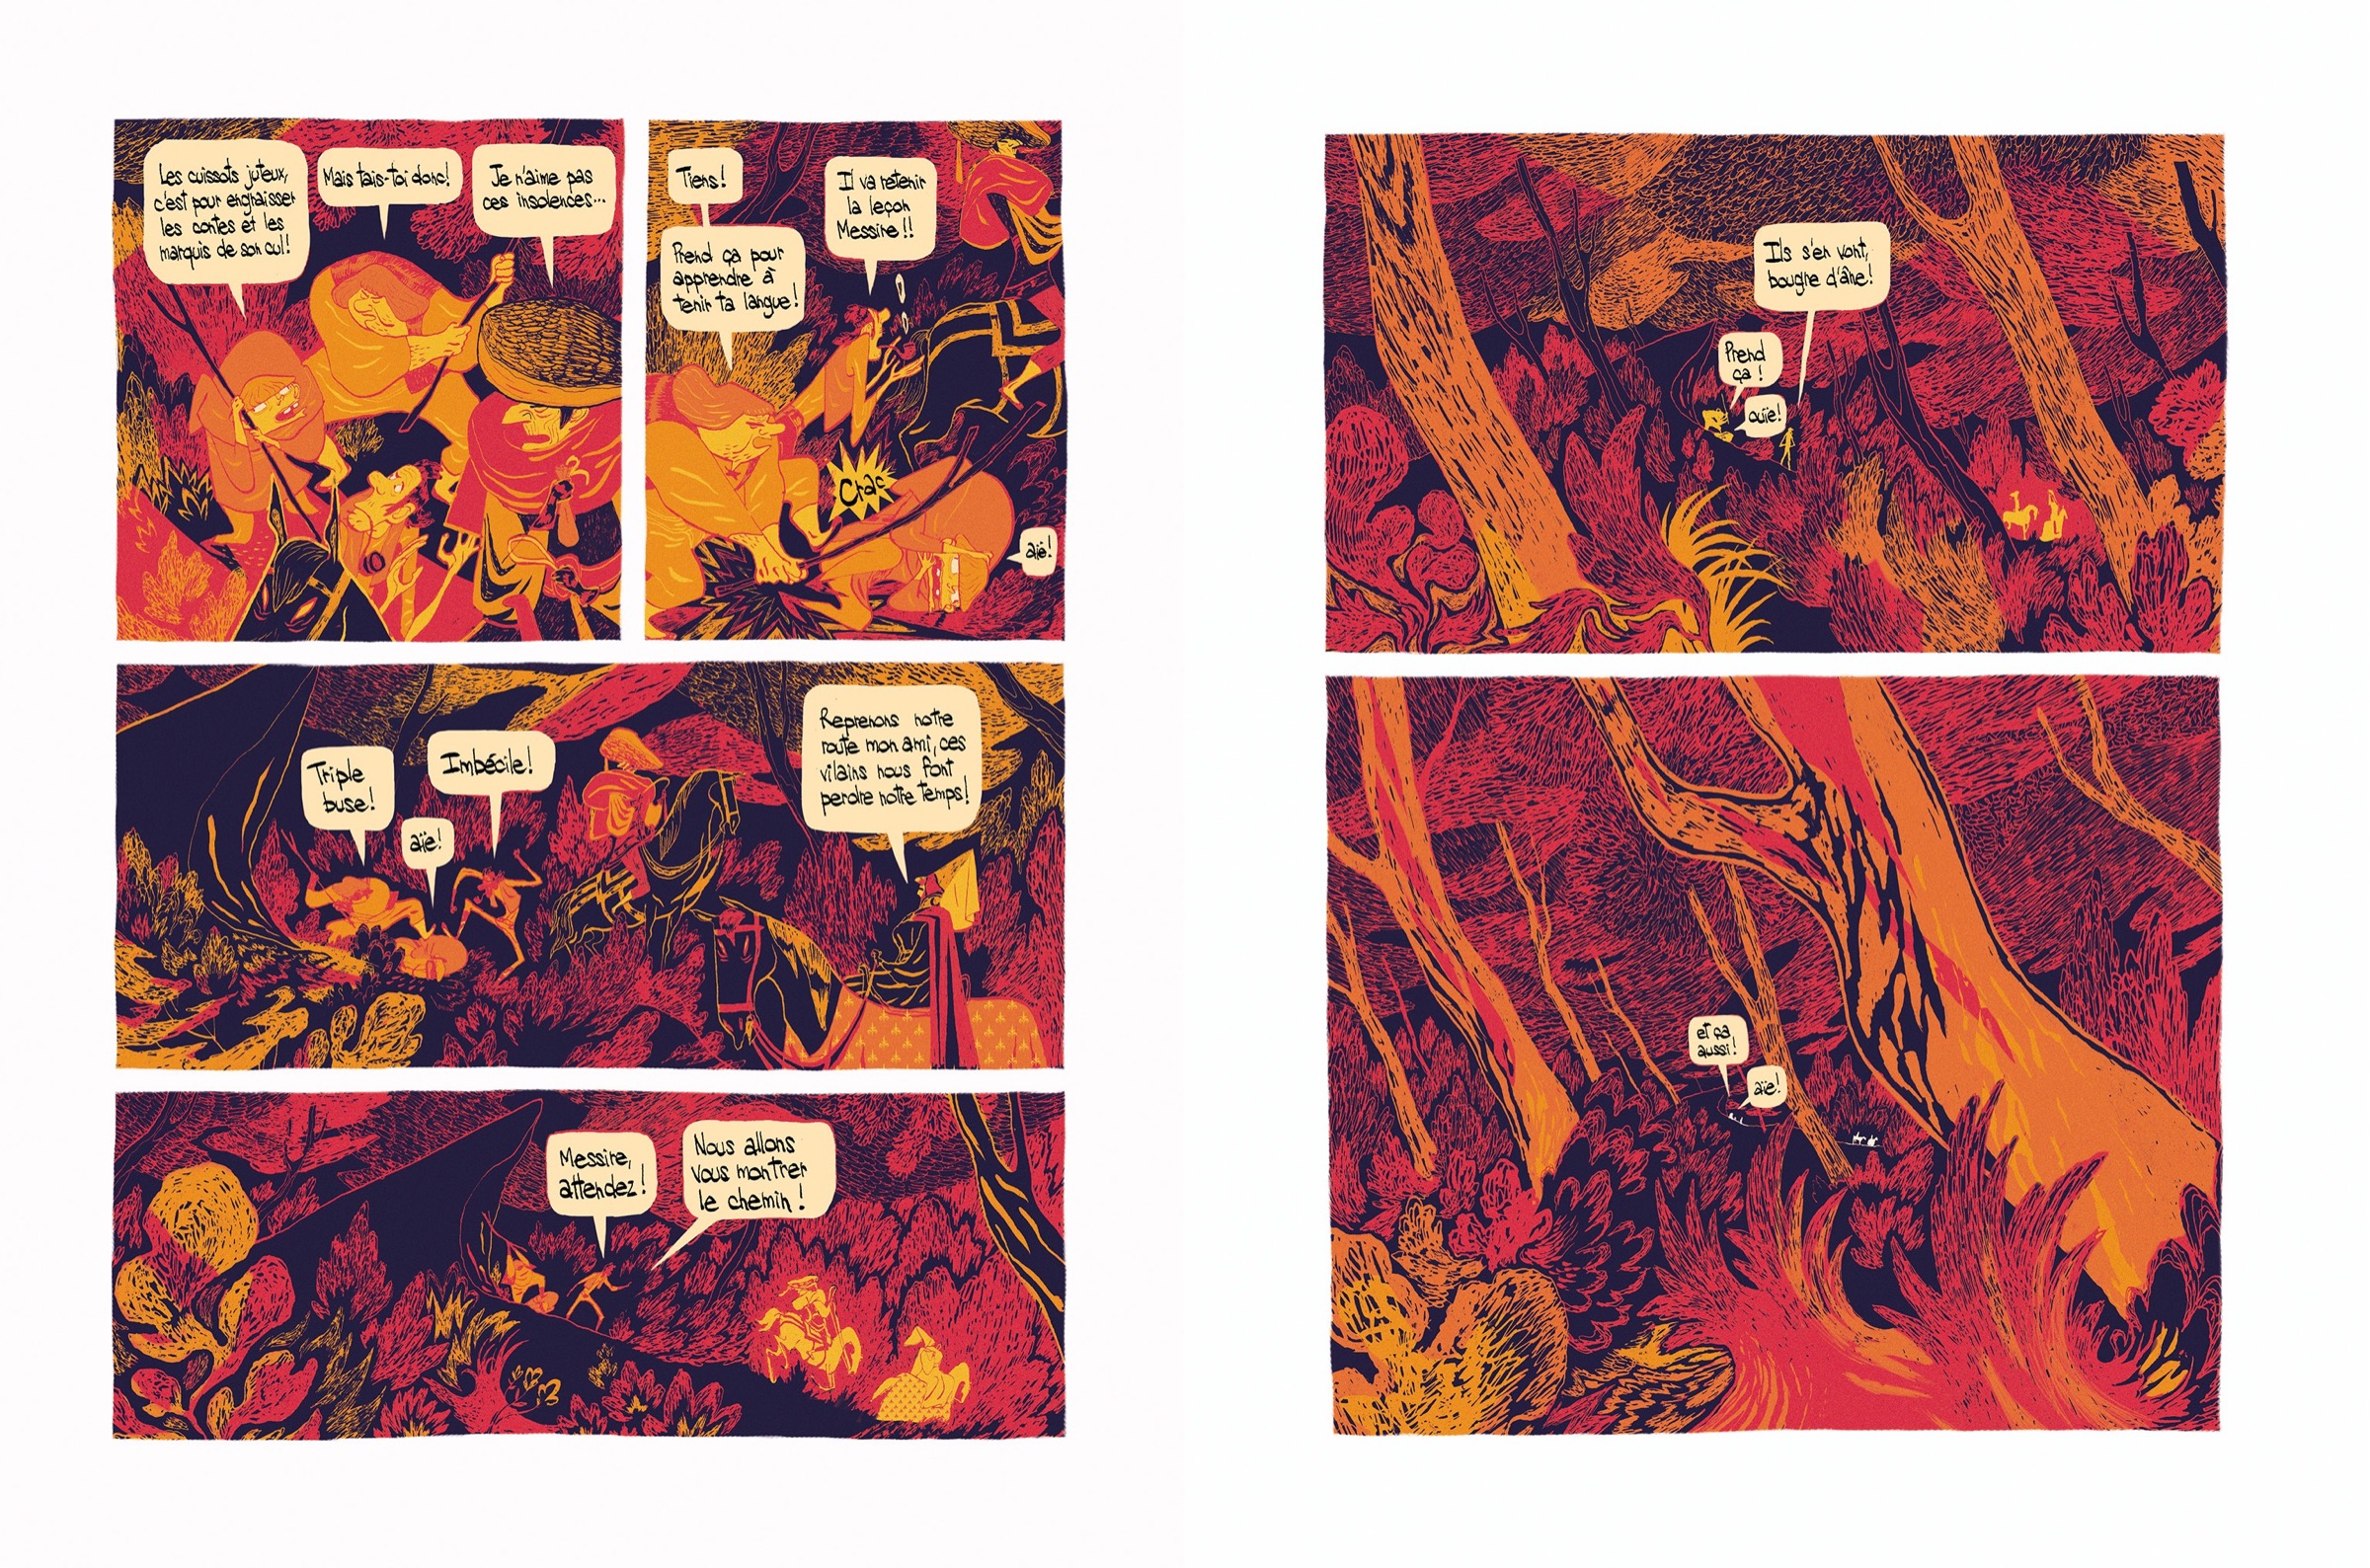 Les cuissots juteux,
c'est pour engraisser
les contes et les
marquis de son cul!
Mais tais-toi donc!
Je n'aime pas
ces insolences...
Tiens!
Prend ça pour
apprendre à
tenir ta langue!
Il va retenir
la leçon
Messire!!
Crac
aïe!
Triple
buse!
aïe!
Imbécile!
Reprenons notre
route mon ami, ces
vilains nous font
perdre notre temps!
Messire,
attendez!
Nous allons
vous montrer
le chemin!
Ils s'en vont,
bougre d'âne!
Prend
ça!
ouïe!
et ça
aussi!
aïe!